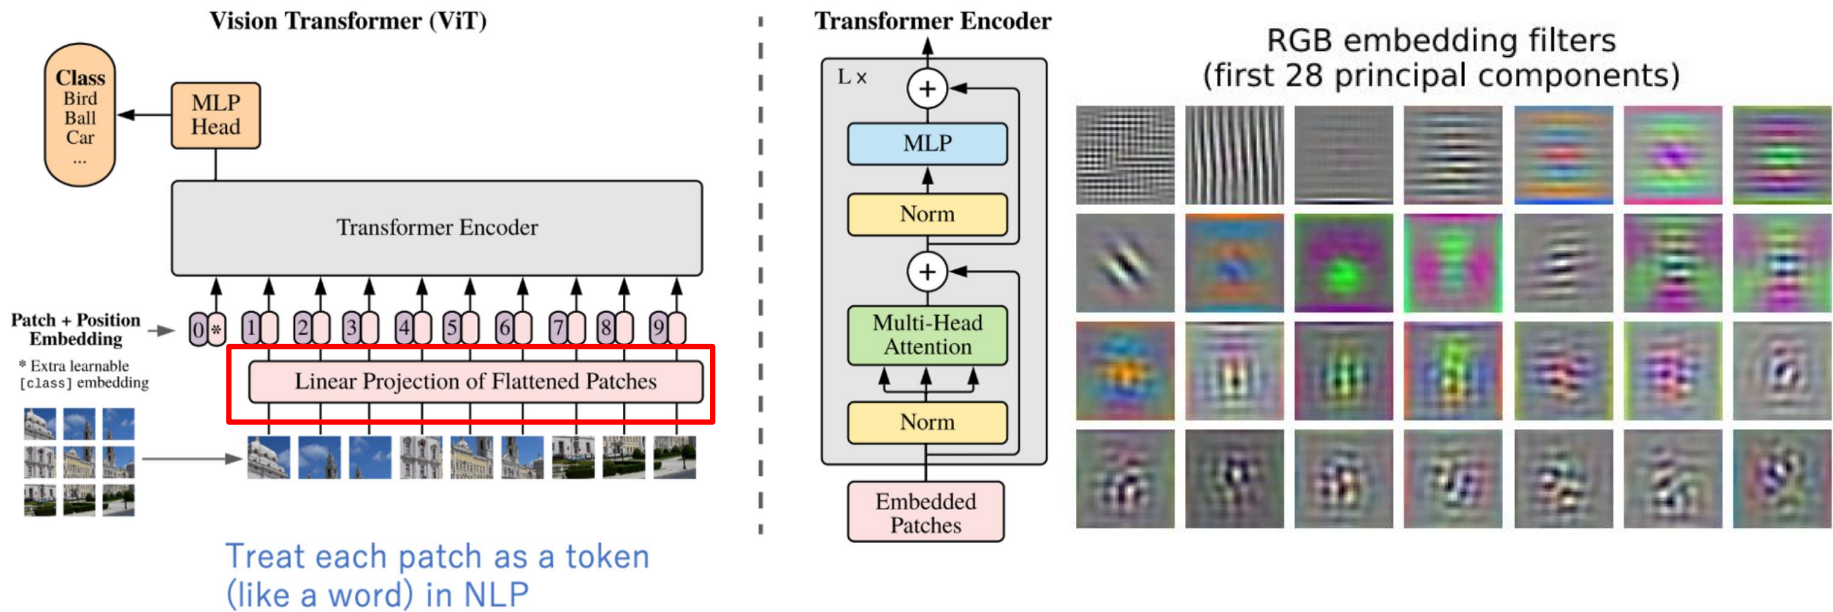 Vision Transformer (ViT)
Class
Bird
Ball
Car
...
MLP
Head
Transformer Encoder
Patch + Position
Embedding
* Extra learnable
[class] embedding
0 * 1 2 3 4 5 6 7 8 9
Linear Projection of Flattened Patches
Treat each patch as a token
(like a word) in NLP
Transformer Encoder
L ×
+
MLP
Norm
+
Multi-Head
Attention
Norm
Embedded
Patches
RGB embedding filters
(first 28 principal components)